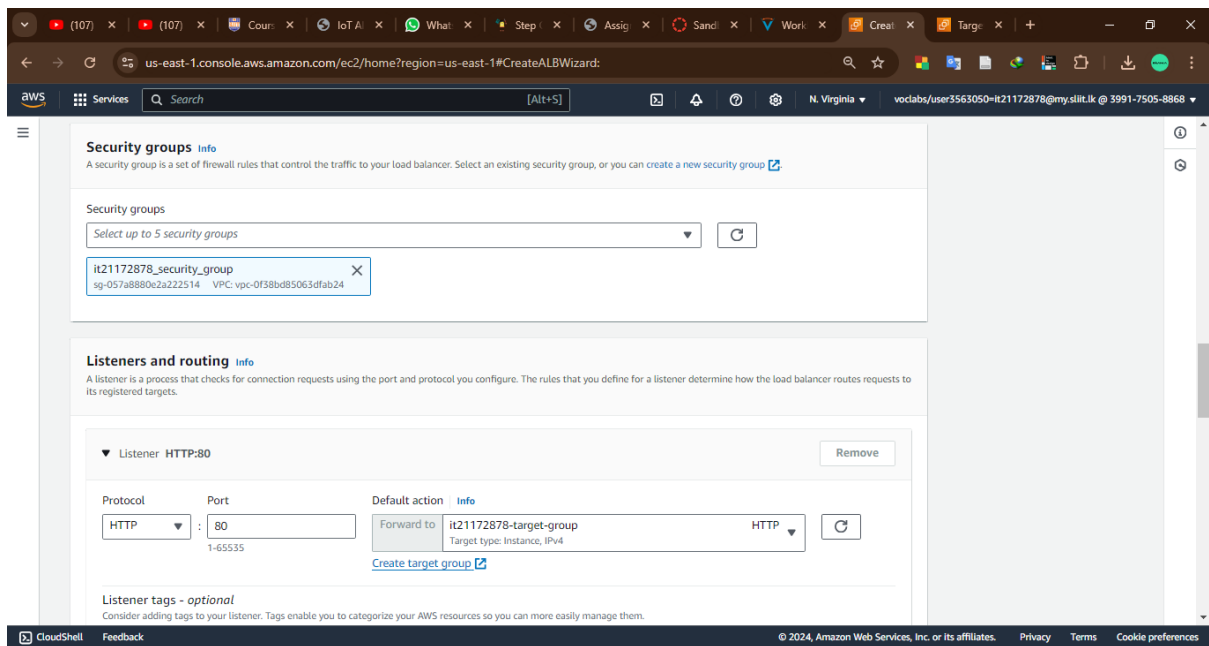 (107)
(107)
Cours
IoT Al
What
Step (
Assig
Sandl
Work
Creat
Targe
us-east-1.console.aws.amazon.com/ec2/home?region=us-east-1#CreateALBWizard:
aws
Services
Search
[Alt+S]
N. Virginia
voclabs/user3563050=it21172878@my.sliit.lk @ 3991-7505-8868
Security groups Info
A security group is a set of firewall rules that control the traffic to your load balancer. Select an existing security group, or you can create a new security group.
Security groups
Select up to 5 security groups
it21172878_security_group
sg-057a8880e2a222514 VPC: vpc-0f38bd85063dfab24
Listeners and routing Info
A listener is a process that checks for connection requests using the port and protocol you configure. The rules that you define for a listener determine how the load balancer routes requests to
its registered targets.
Listener HTTP:80
Remove
Protocol
Port
Default action Info
HTTP
:
80
Forward to
it21172878-target-group
HTTP
Target type: Instance, IPv4
1-65535
Create target group
Listener tags - optional
Consider adding tags to your listener. Tags enable you to categorize your AWS resources so you can more easily manage them.
CloudShell
Feedback
© 2024, Amazon Web Services, Inc. or its affiliates.
Privacy
Terms
Cookie preferences